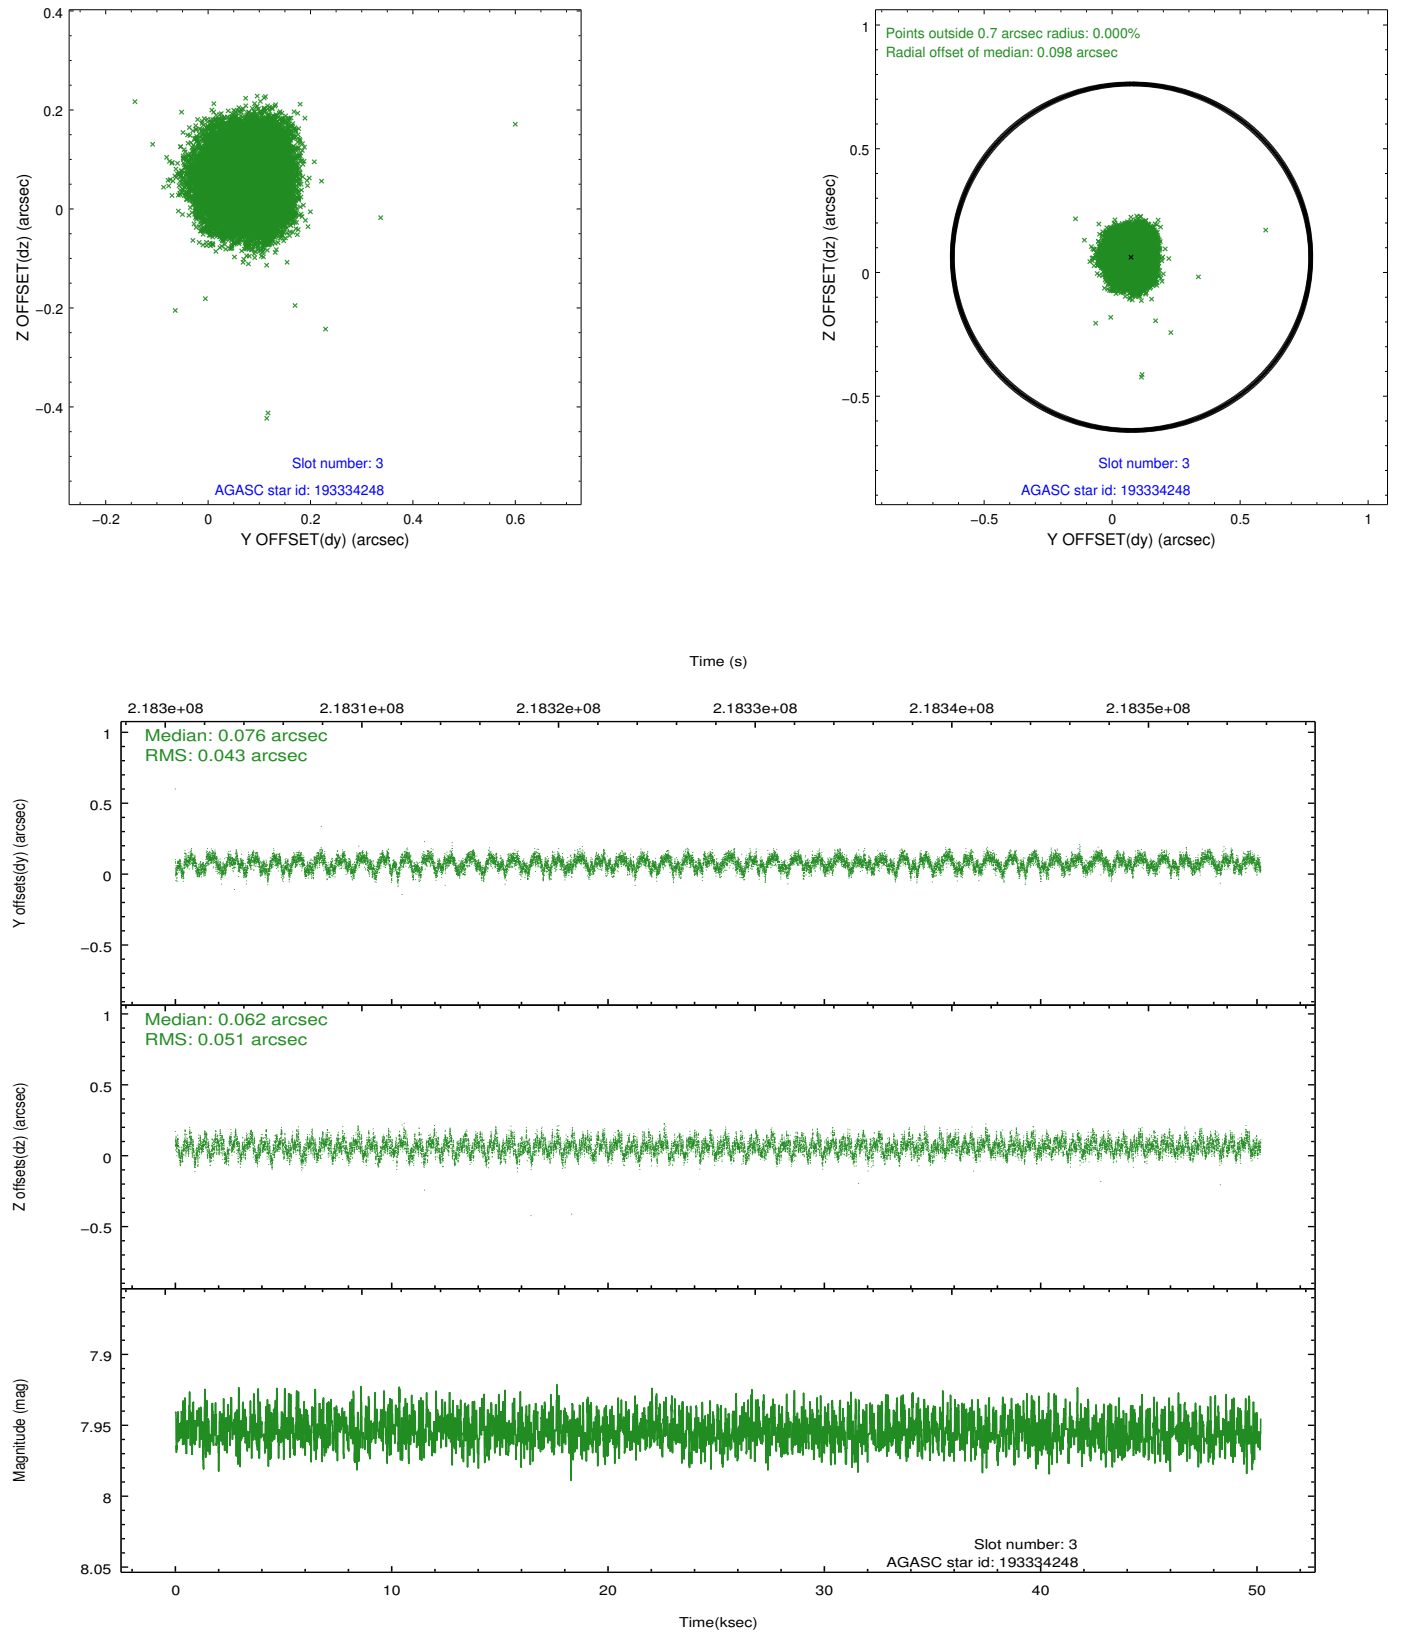 0.4
0.2
0
−0.2
−0.4
Z OFFSET(dz) (arcsec)
Slot number: 3
AGASC star id: 193334248
−0.2 0 0.2 0.4 0.6
Y OFFSET(dy) (arcsec)
Points outside 0.7 arcsec radius: 0.000%
Radial offset of median: 0.098 arcsec
1
0.5
0
−0.5
Z OFFSET(dz) (arcsec)
Slot number: 3
AGASC star id: 193334248
−0.5 0 0.5 1
Y OFFSET(dy) (arcsec)
Time (s)
2.183e+08 2.1831e+08 2.1832e+08 2.1833e+08 2.1834e+08 2.1835e+08
Median: 0.076 arcsec
RMS: 0.043 arcsec
1
0.5
0
−0.5
Y offsets(dy) (arcsec)
Median: 0.062 arcsec
RMS: 0.051 arcsec
1
0.5
0
−0.5
Z offsets(dz) (arcsec)
7.9
7.95
8
8.05
Magnitude (mag)
Slot number: 3
AGASC star id: 193334248
0 10 20 30 40 50
Time(ksec)